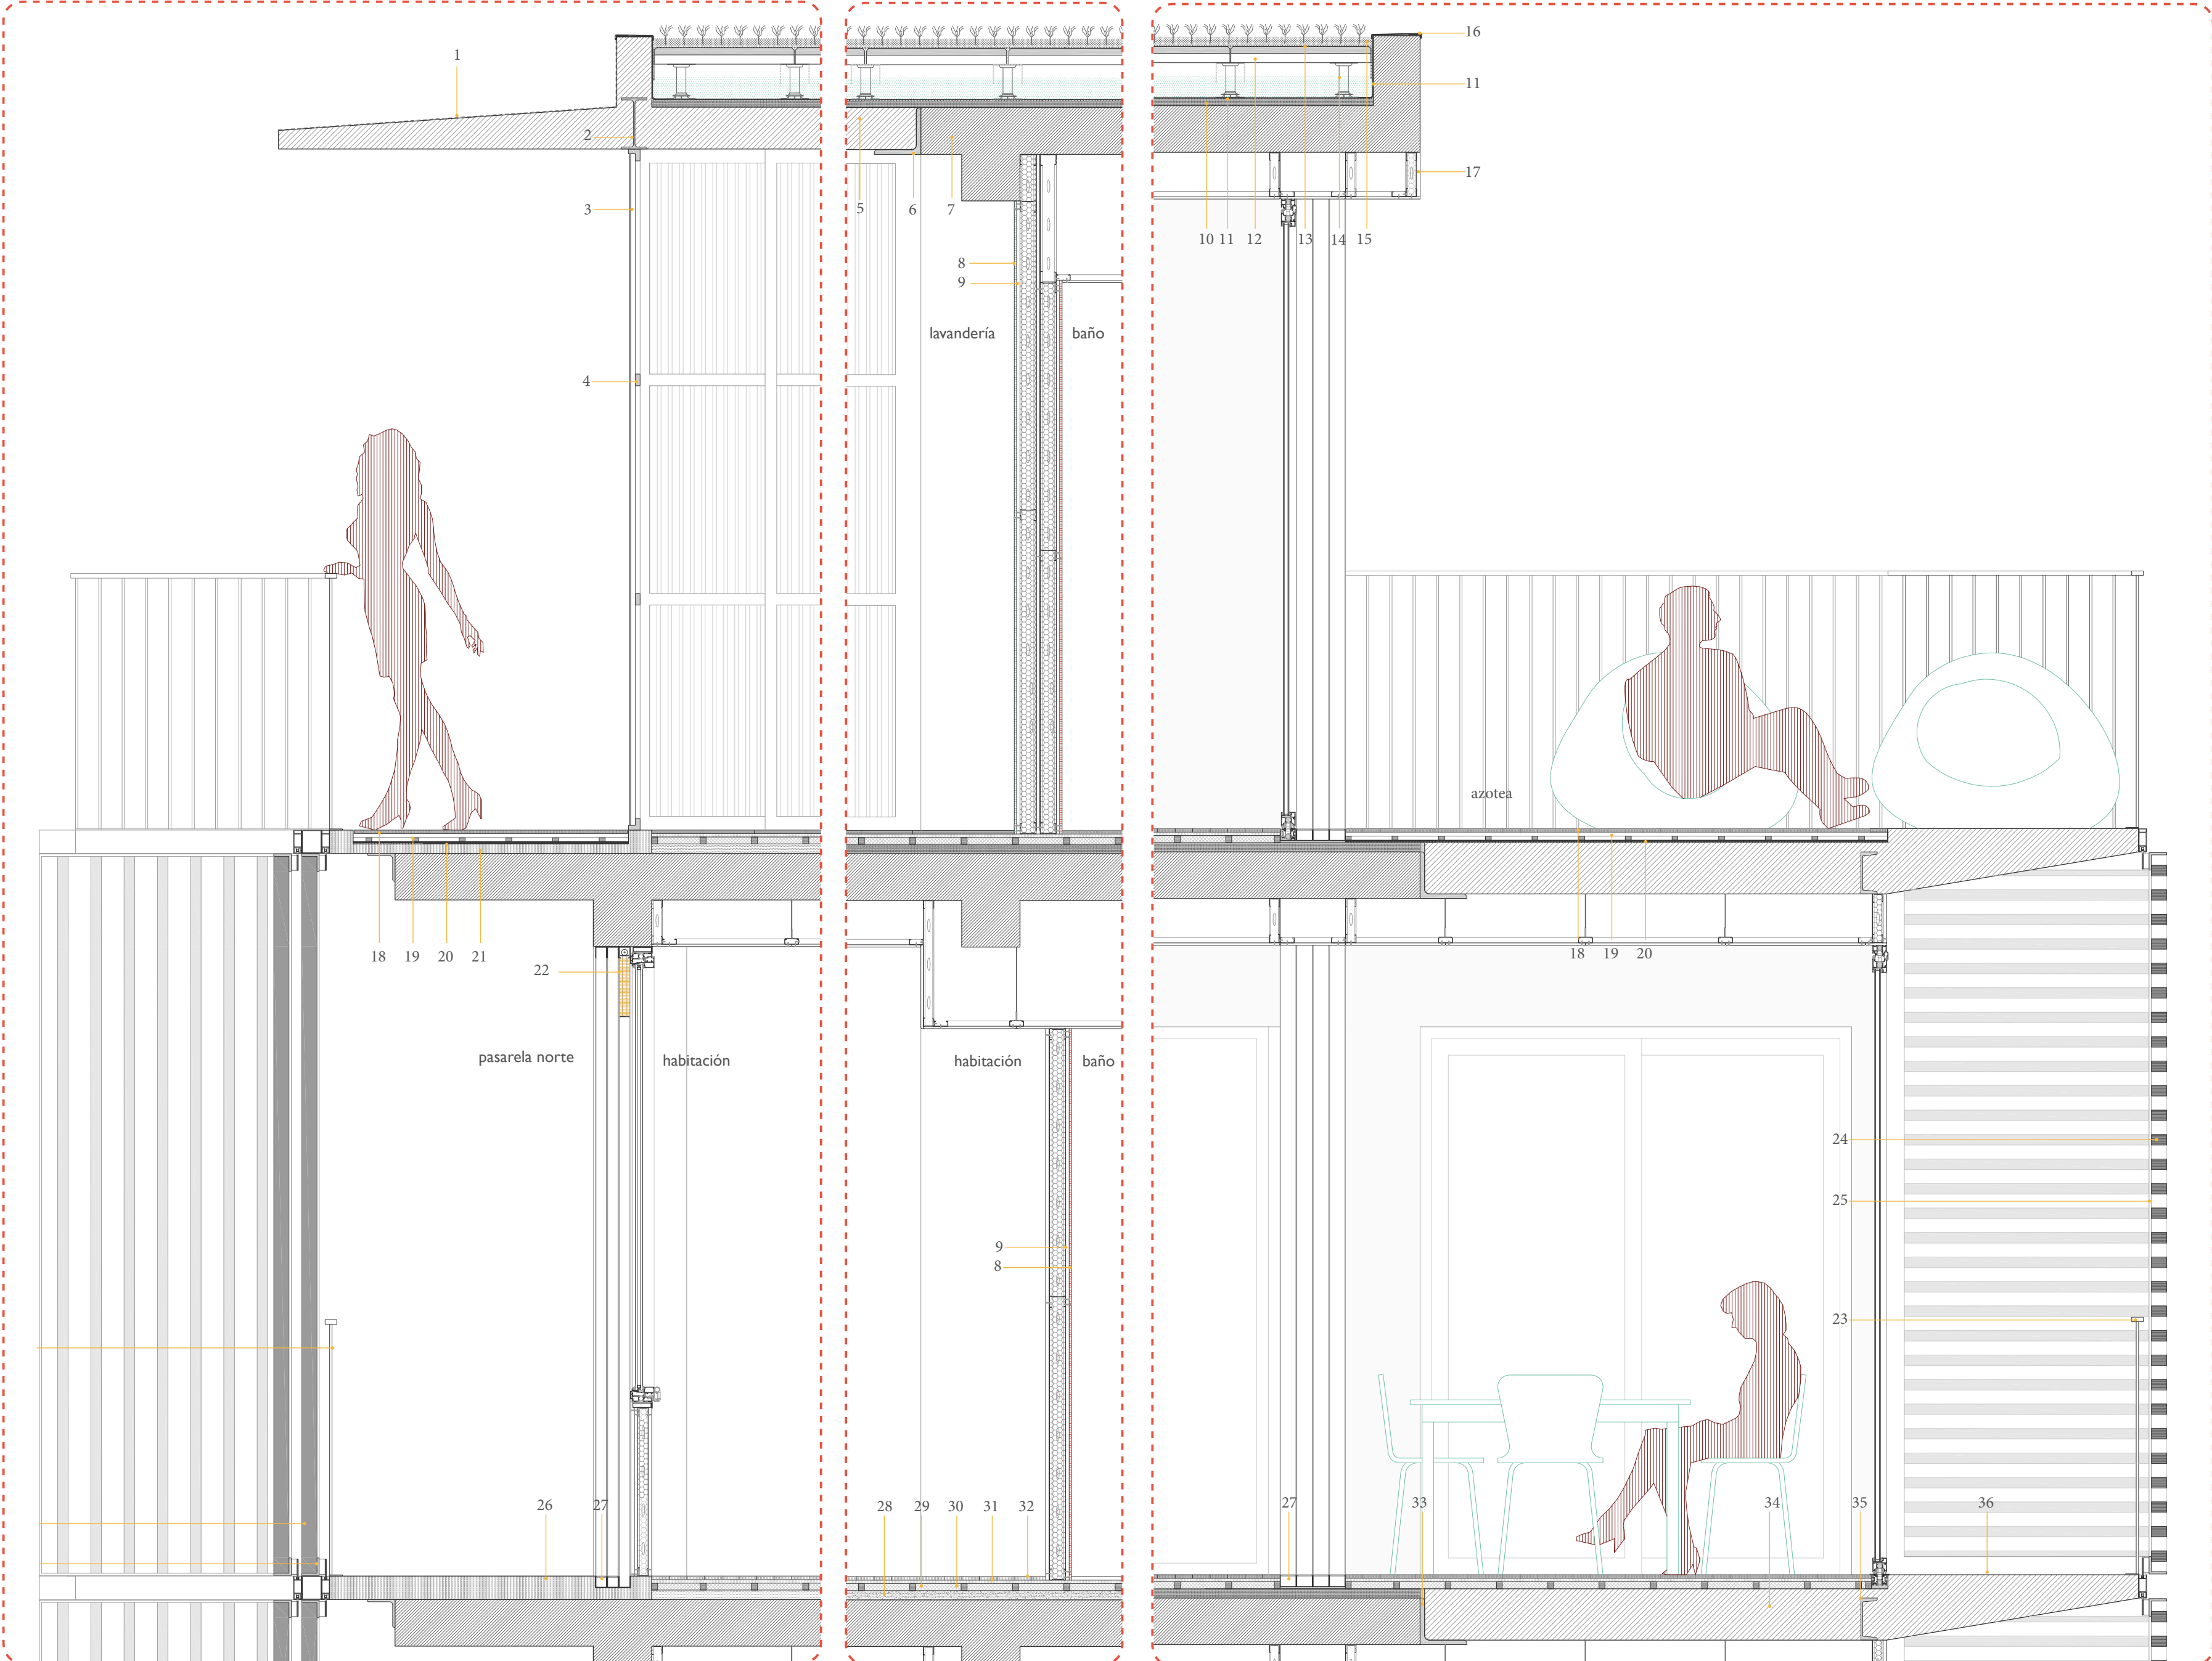 1
2
3
4
18 19 20 21
22
pasarela norte
habitación
26
27
5
6
7
8
9
lavandería
baño
habitación
baño
9
8
28 29 30 31 32
16
11
17
10 11 12 13 14 15
azotea
18 19 20
24
25
23
27
33
34
35
36